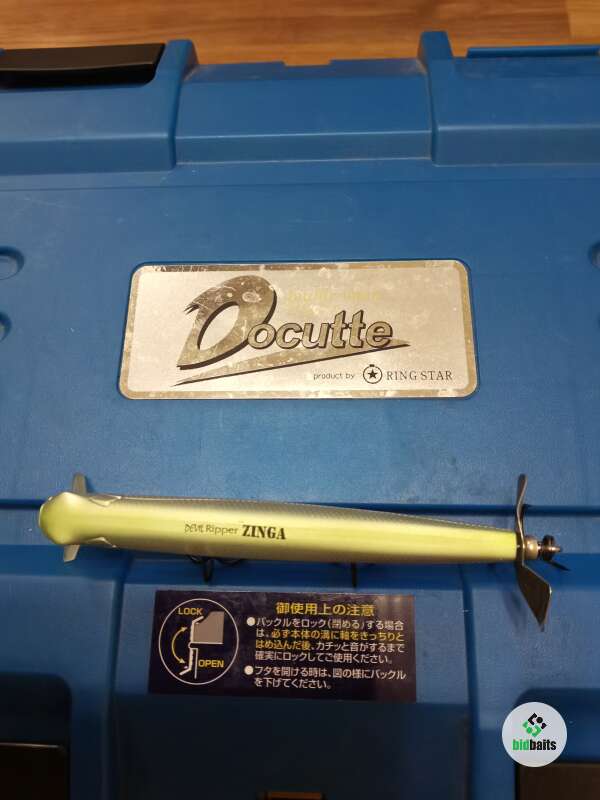 Docutte
product by RING STAR
DEVIL Ripper ZINGA
LOCK
OPEN
御使用上の注意
●バックルをロック(閉める)する場合
は、必ず本体の溝に軸をきっちりと
はめ込んだ後、カチッと音がするまで
確実にロックしてご使用ください。
●フタを開ける時は、図の様にバックル
を下げてください。
bidbaits